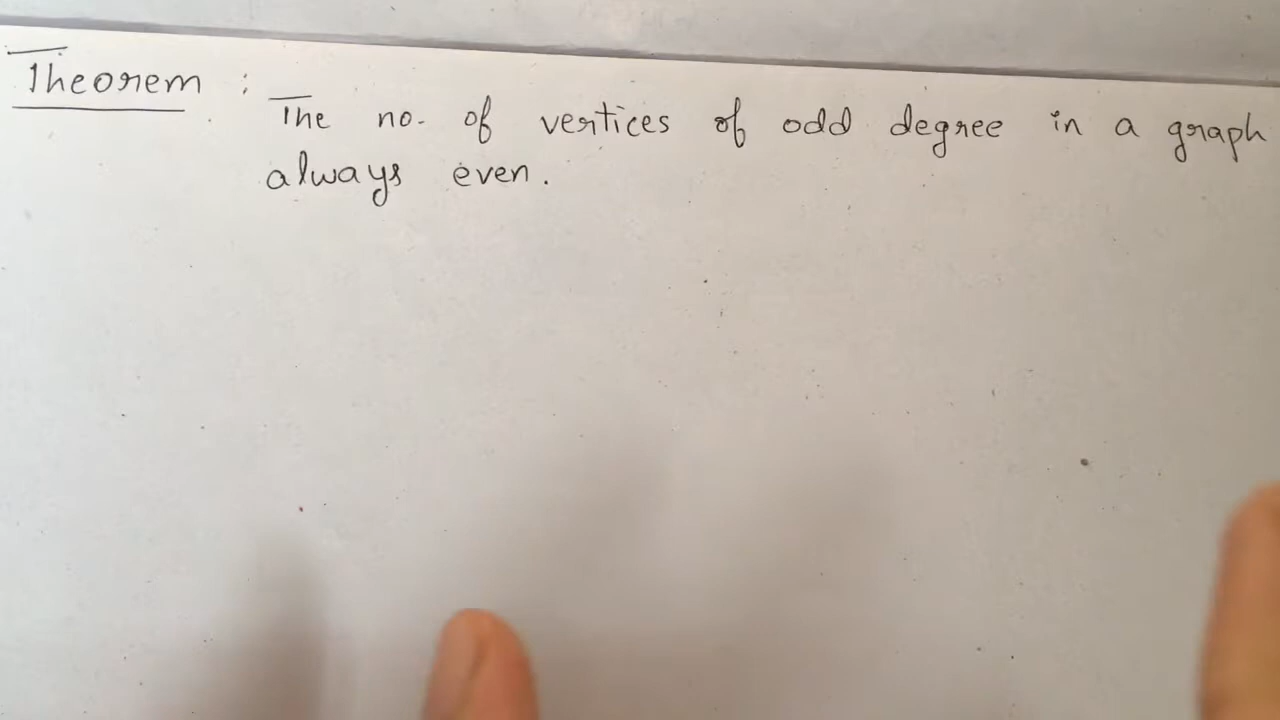 Theorem :
The no. of vertices of odd degree in a graph
always even.